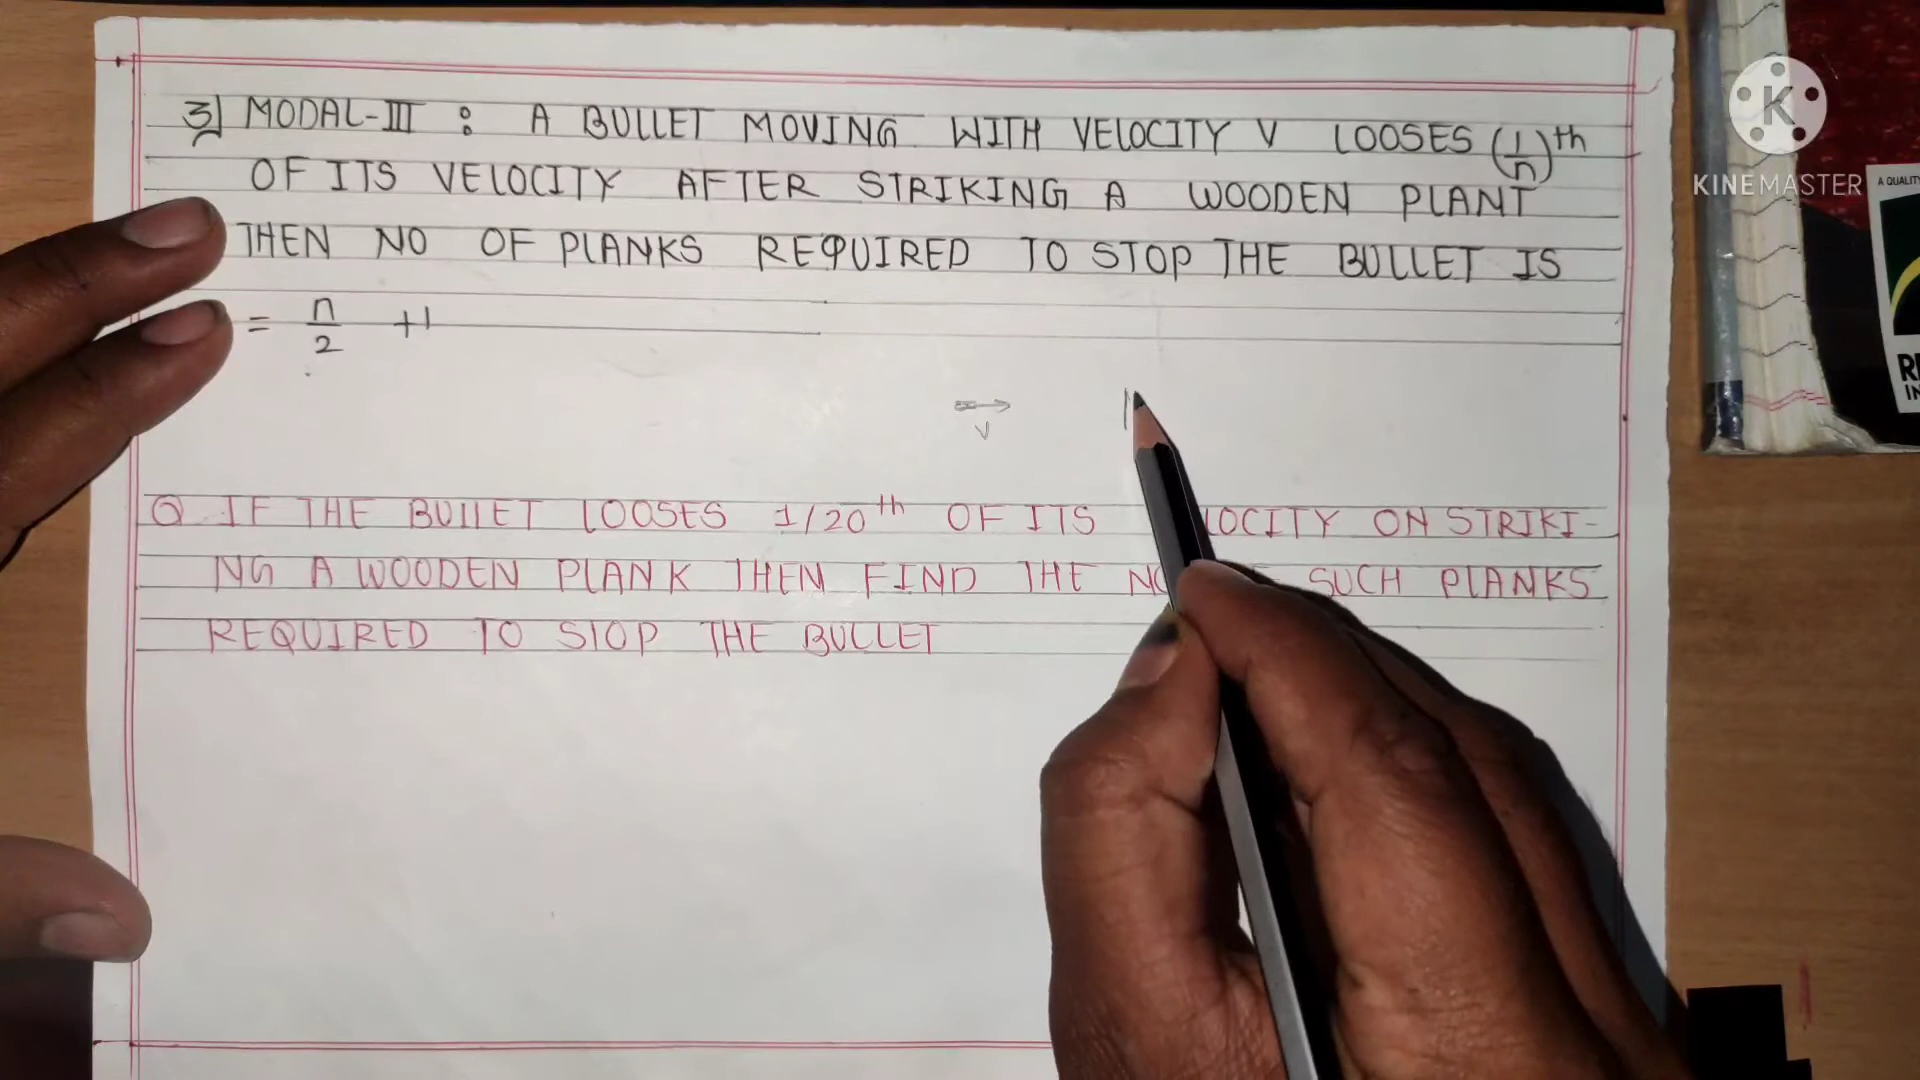 3) MODAL-III : A BULLET MOVING WITH VELOCITY V LOOSES (1/n)th
OF ITS VELOCITY AFTER STRIKING A WOODEN PLANT
THEN NO OF PLANKS REQUIRED TO STOP THE BULLET IS
= n/2 +1
V
Q IF THE BULLET LOOSES 1/20th OF ITS LOCITY ON STRIKI-
NG A WOODEN PLANK THEN FIND THE SUCH PLANKS
REQUIRED TO STOP THE BULLET
K
KINEMASTER
A QUALITY